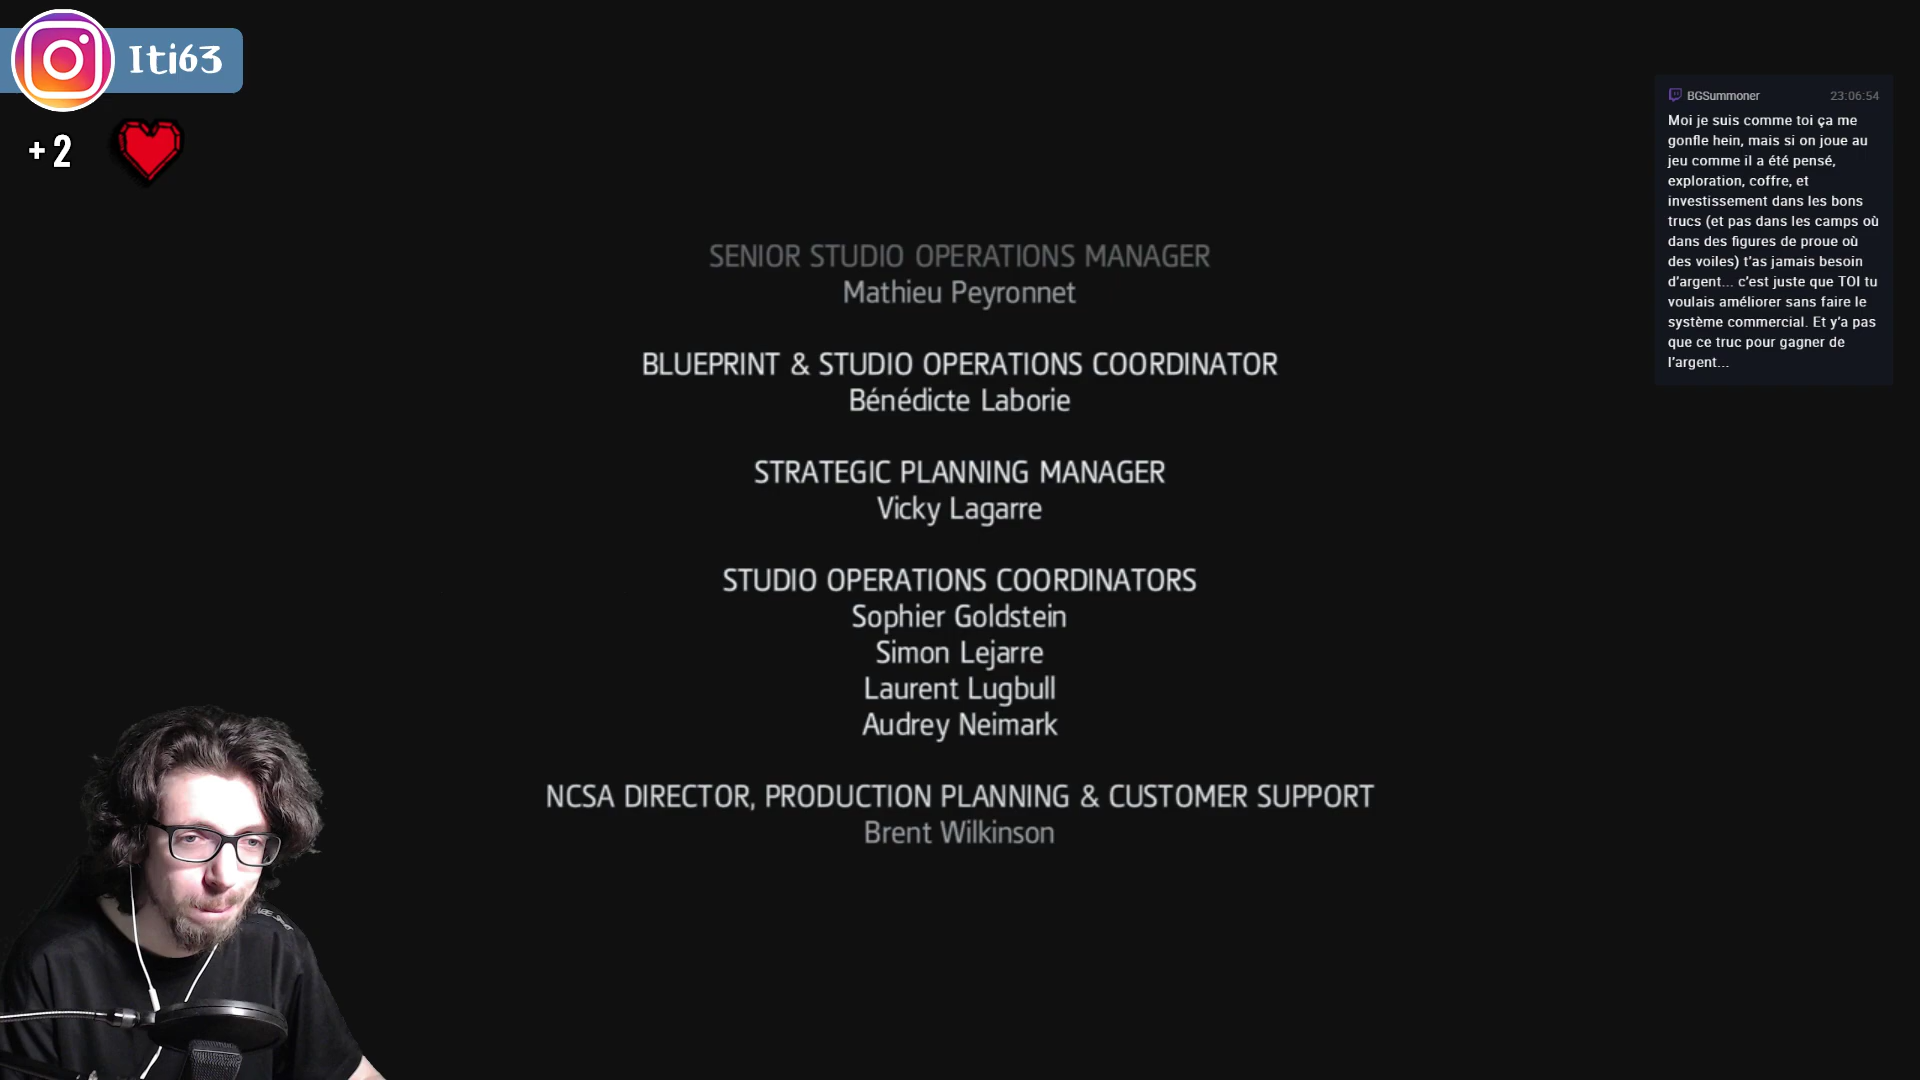 Iti63
+ 2
BGSummoner 23:06:54
Moi je suis comme toi ça me
gonfle hein, mais si on joue au
jeu comme il a été pensé,
exploration, coffre, et
investissement dans les bons
trucs (et pas dans les camps où
dans des figures de proue où
des voiles) t'as jamais besoin
d'argent... c'est juste que TOI tu
voulais améliorer sans faire le
système commercial. Et y'a pas
que ce truc pour gagner de
l'argent...
SENIOR STUDIO OPERATIONS MANAGER
Mathieu Peyronnet
BLUEPRINT & STUDIO OPERATIONS COORDINATOR
Bénédicte Laborie
STRATEGIC PLANNING MANAGER
Vicky Lagarre
STUDIO OPERATIONS COORDINATORS
Sophier Goldstein
Simon Lejarre
Laurent Lugbull
Audrey Neimark
NCSA DIRECTOR, PRODUCTION PLANNING & CUSTOMER SUPPORT
Brent Wilkinson